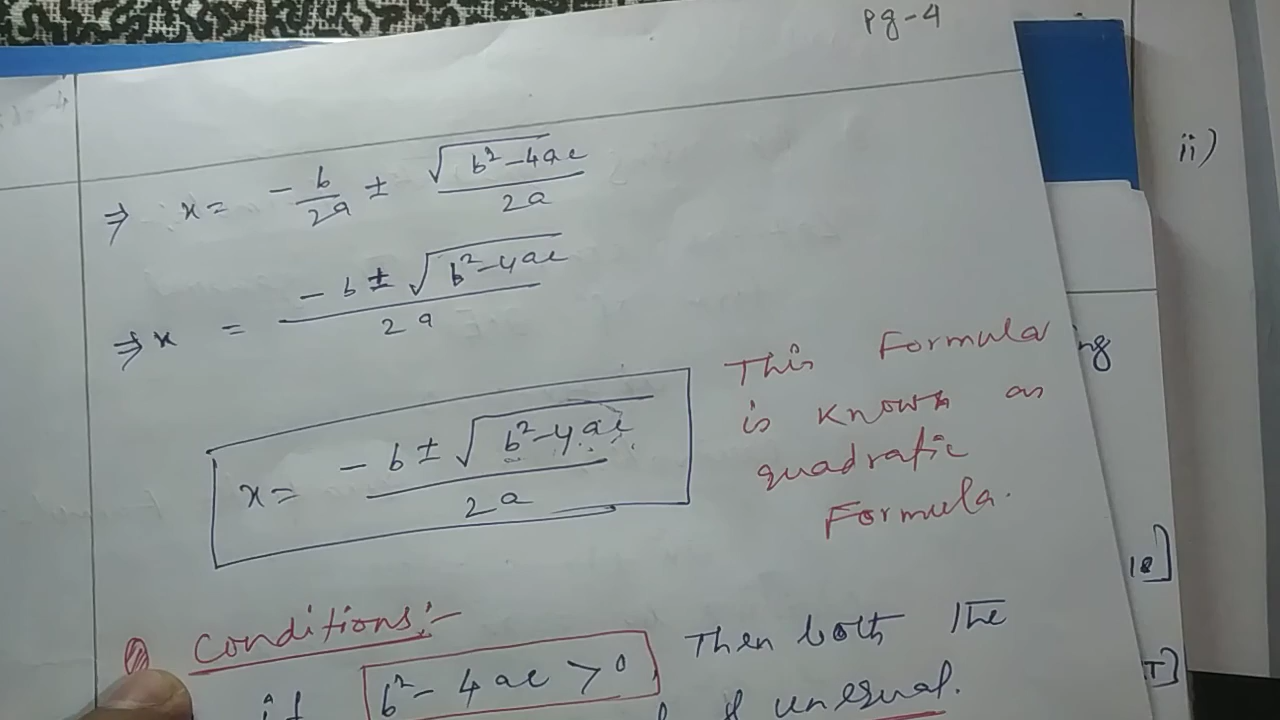 Pg-4
ii)
⇒ x = -b/2a ± √(b²-4ac)/2a
⇒ x = (-b ± √(b²-4ac))/2a
x = (-b ± √(b²-4ac))/2a
This Formula
is known as
quadratic
Formula.
ng
18]
T]
Conditions:-
if b²-4ac > 0 Then both the
& unequal.